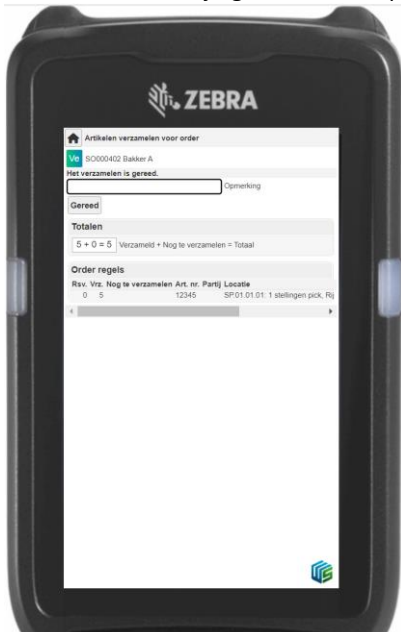 ZEBRA
Artikelen verzamelen voor order
Ve SO000402 Bakker A
Het verzamelen is gereed.
Opmerking
Gereed
Totalen
5 + 0 = 5 Verzameld + Nog te verzamelen = Totaal
Order regels
Rsv. Vrz. Nog te verzamelen Art. nr. Partij Locatie
0 5 12345 SP.01.01.01: 1 stellingen pick, Rij